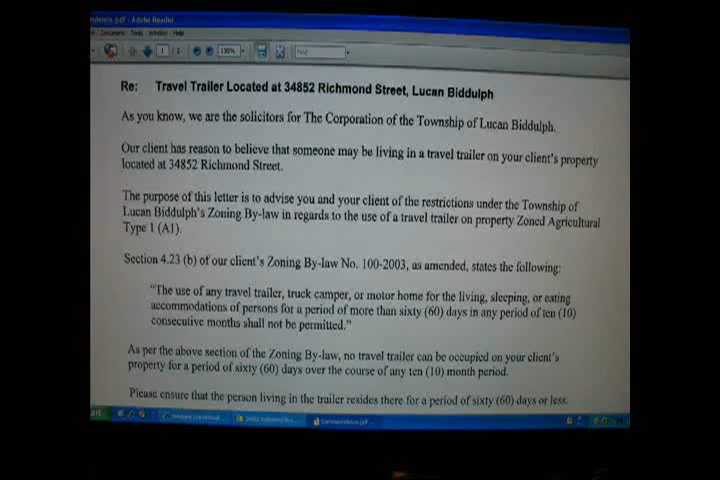 ndence.pdf - Adobe Reader
Document Tools Window Help
1 / 2 130% Find
Re: Travel Trailer Located at 34852 Richmond Street, Lucan Biddulph
As you know, we are the solicitors for The Corporation of the Township of Lucan Biddulph.
Our client has reason to believe that someone may be living in a travel trailer on your client's property
located at 34852 Richmond Street.
The purpose of this letter is to advise you and your client of the restrictions under the Township of
Lucan Biddulph's Zoning By-law in regards to the use of a travel trailer on property Zoned Agricultural
Type 1 (A1).
Section 4.23 (b) of our client's Zoning By-law No. 100-2003, as amended, states the following:
"The use of any travel trailer, truck camper, or motor home for the living, sleeping, or eating
accommodations of persons for a period of more than sixty (60) days in any period of ten (10)
consecutive months shall not be permitted."
As per the above section of the Zoning By-law, no travel trailer can be occupied on your client's
property for a period of sixty (60) days over the course of any ten (10) month period.
Please ensure that the person living in the trailer resides there for a period of sixty (60) days or less.